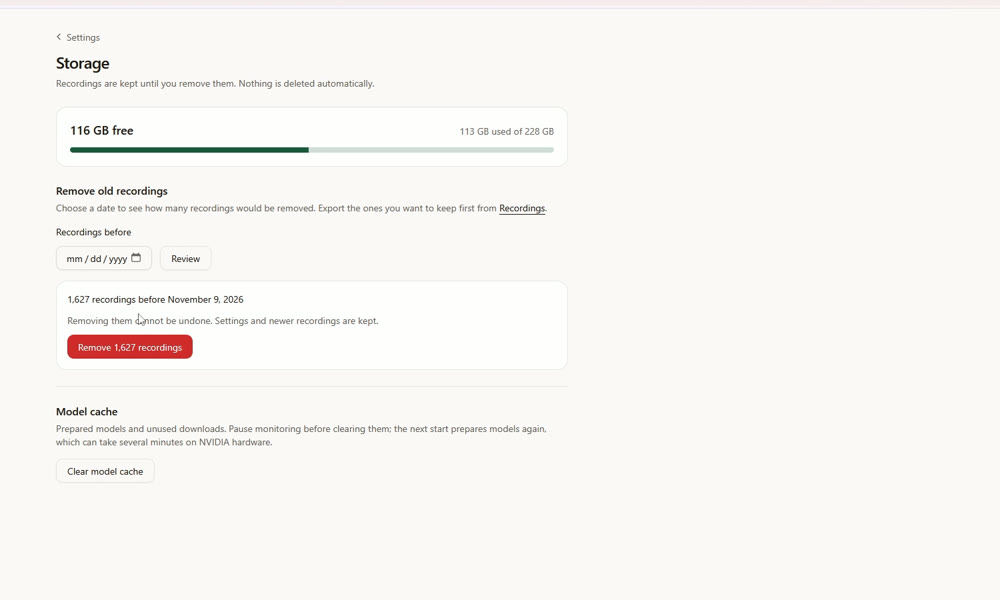 Settings
Storage
Recordings are kept until you remove them. Nothing is deleted automatically.
116 GB free
113 GB used of 228 GB
Remove old recordings
Choose a date to see how many recordings would be removed. Export the ones you want to keep first from Recordings.
Recordings before
mm / dd / yyyy
Review
1,627 recordings before November 9, 2026
Removing them cannot be undone. Settings and newer recordings are kept.
Remove 1,627 recordings
Model cache
Prepared models and unused downloads. Pause monitoring before clearing them; the next start prepares models again,
which can take several minutes on NVIDIA hardware.
Clear model cache